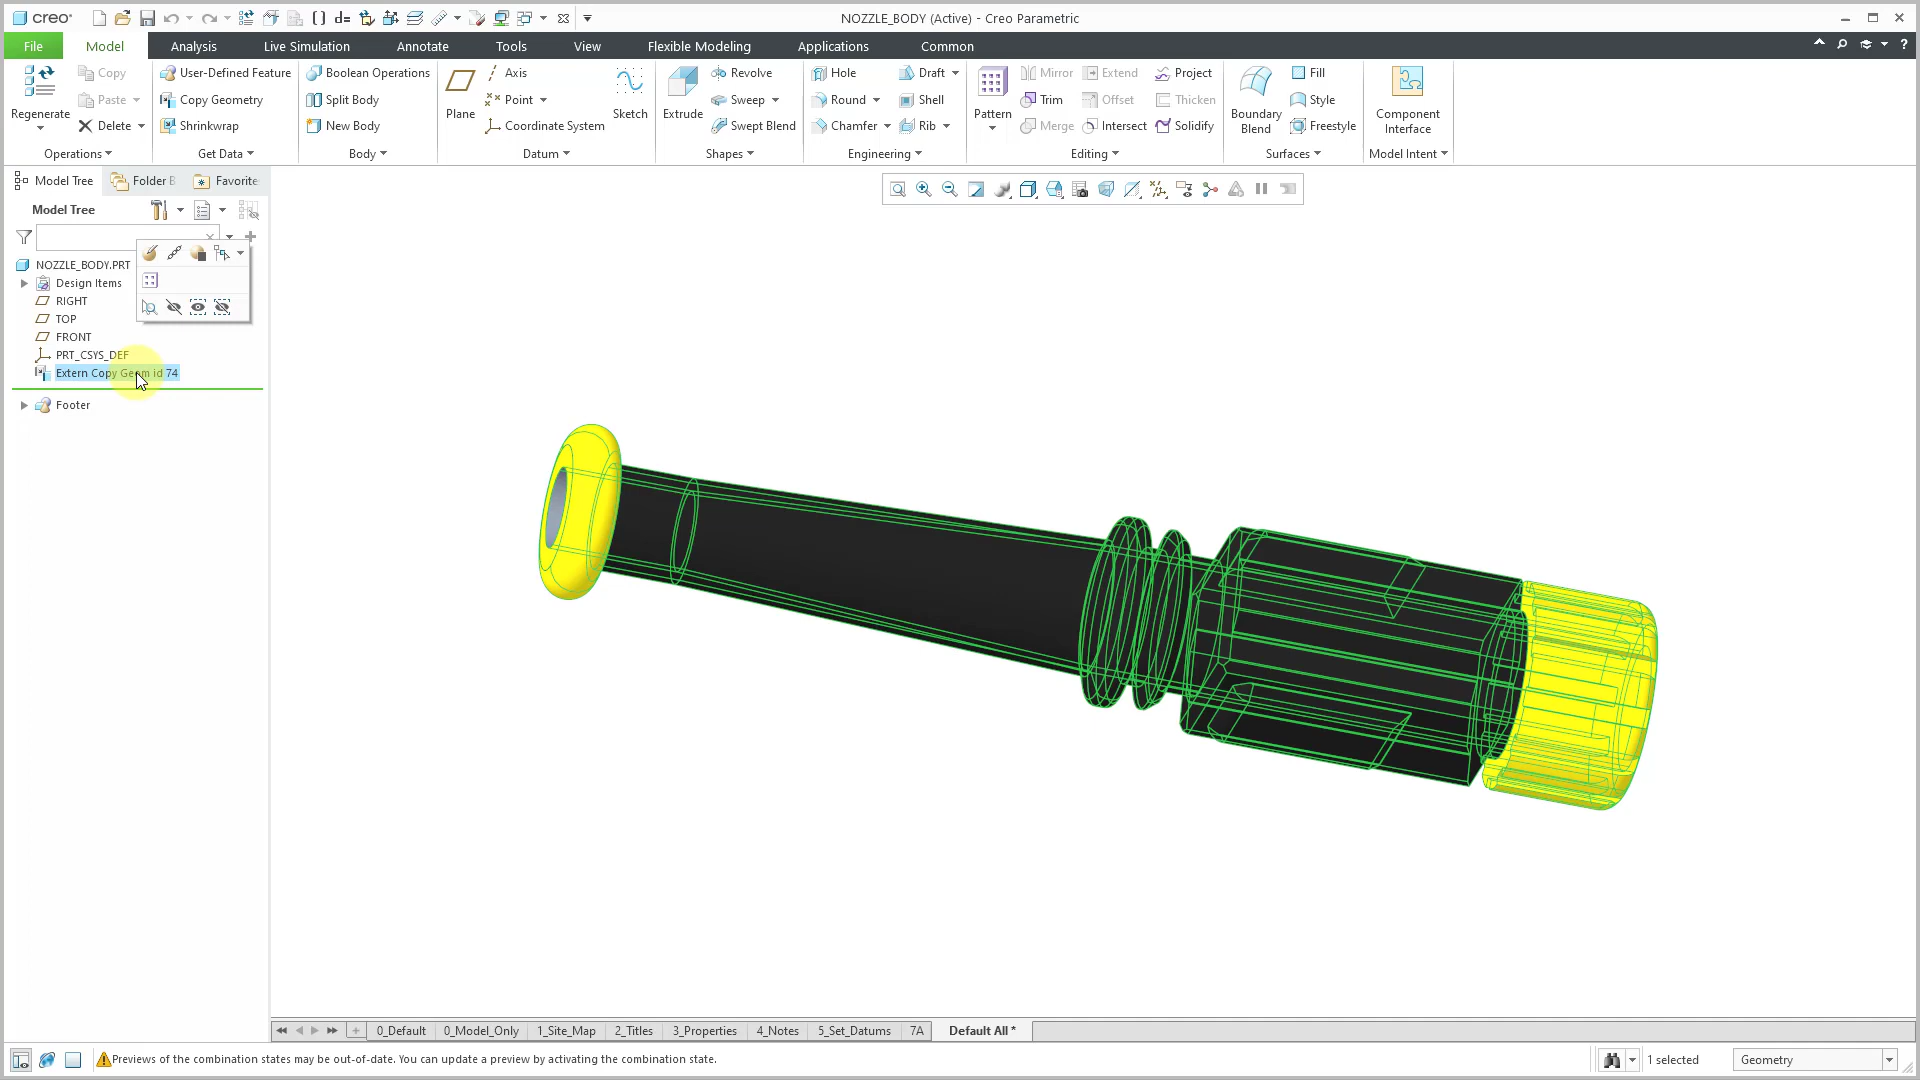 creo NOZZLE_BODY (Active) - Creo Parametric
File Model Analysis Live Simulation Annotate Tools View Flexible Modeling Applications Common
Copy User-Defined Feature Boolean Operations Axis Revolve Hole Draft Mirror Extend Project Fill
Paste Copy Geometry Split Body Point Sweep Round Shell Trim Offset Thicken Style
Regenerate Plane Sketch Extrude Pattern Boundary Blend Component Interface
Delete Shrinkwrap New Body Coordinate System Swept Blend Chamfer Rib Merge Intersect Solidify Freestyle
Operations Get Data Body Datum Shapes Engineering Editing Surfaces Model Intent
Model Tree Folder B Favorite
Model Tree
NOZZLE_BODY.PRT
Design Items
RIGHT
TOP
FRONT
PRT_CSYS_DEF
Extern Copy Geom id 74
Footer
0_Default 0_Model_Only 1_Site_Map 2_Titles 3_Properties 4_Notes 5_Set_Datums 7A Default All *
Previews of the combination states may be out-of-date. You can update a preview by activating the combination state. 1 selected Geometry